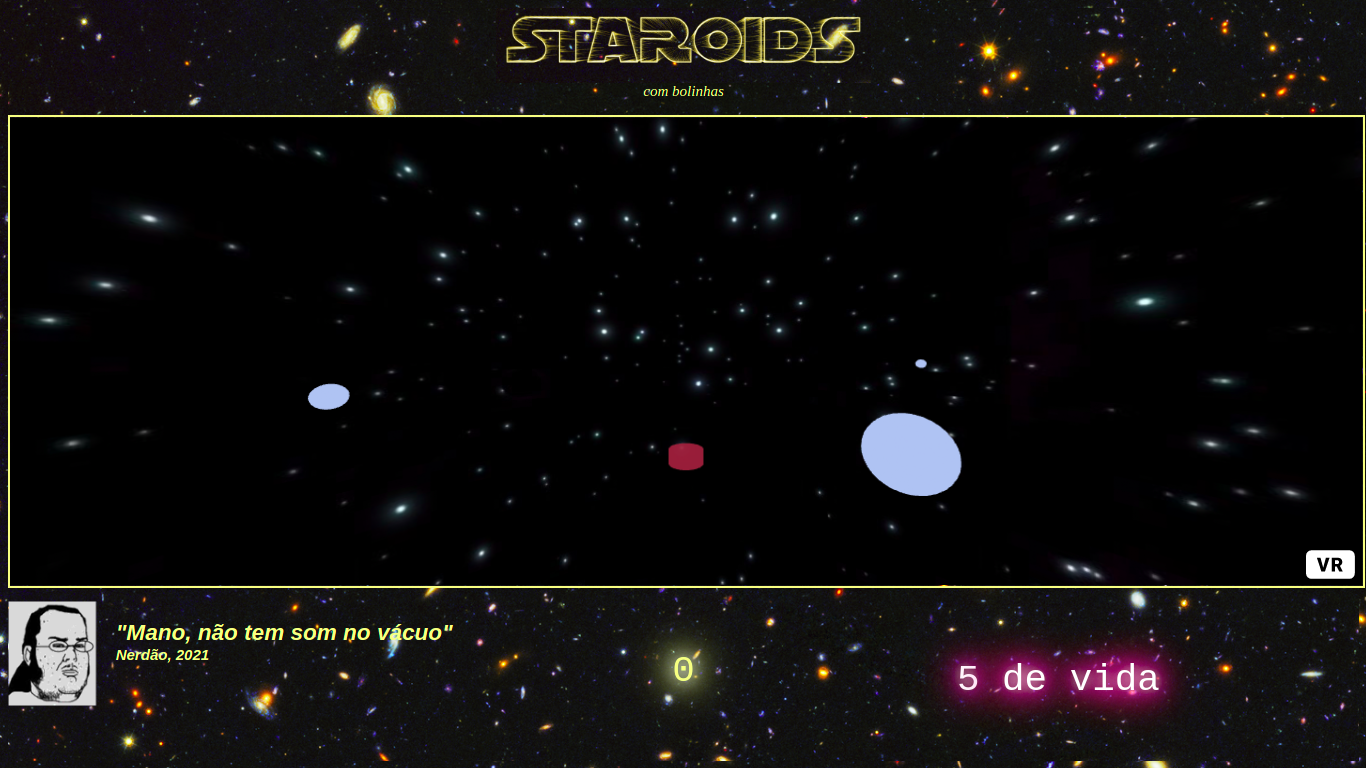 STAROIDS
com bolinhas
VR
"Mano, não tem som no vácuo"
Nerdão, 2021
0
5 de vida